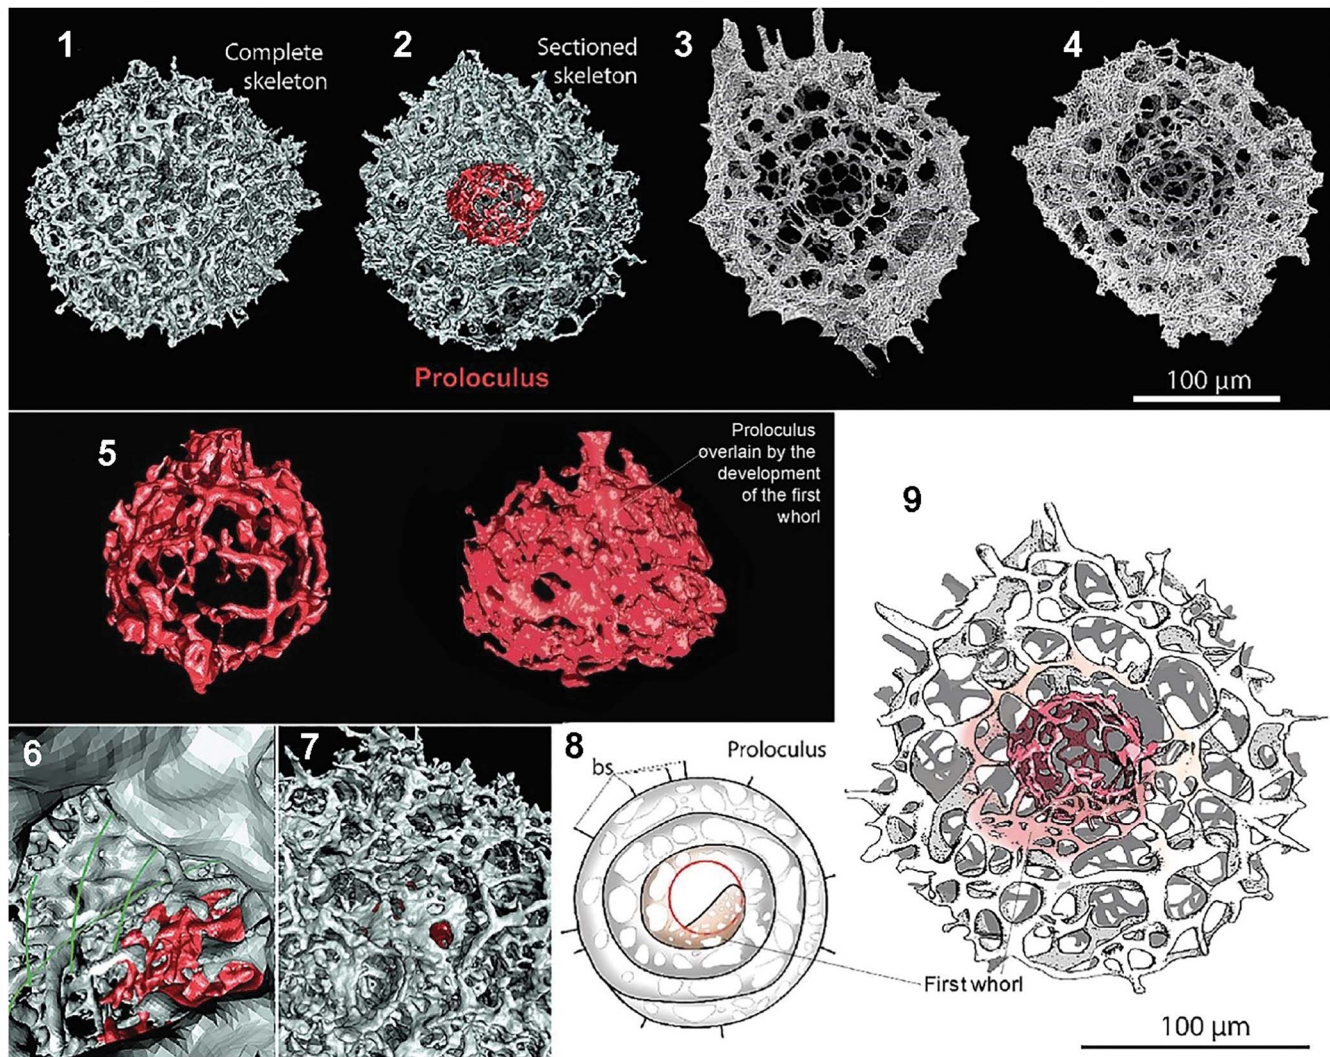 1
Complete
skeleton
2
Sectioned
skeleton
3
4
Proloculus
100 µm
5
Proloculus
overlain by the
development
of the first
whorl
9
6
7
8
Proloculus
bs
First whorl
100 µm